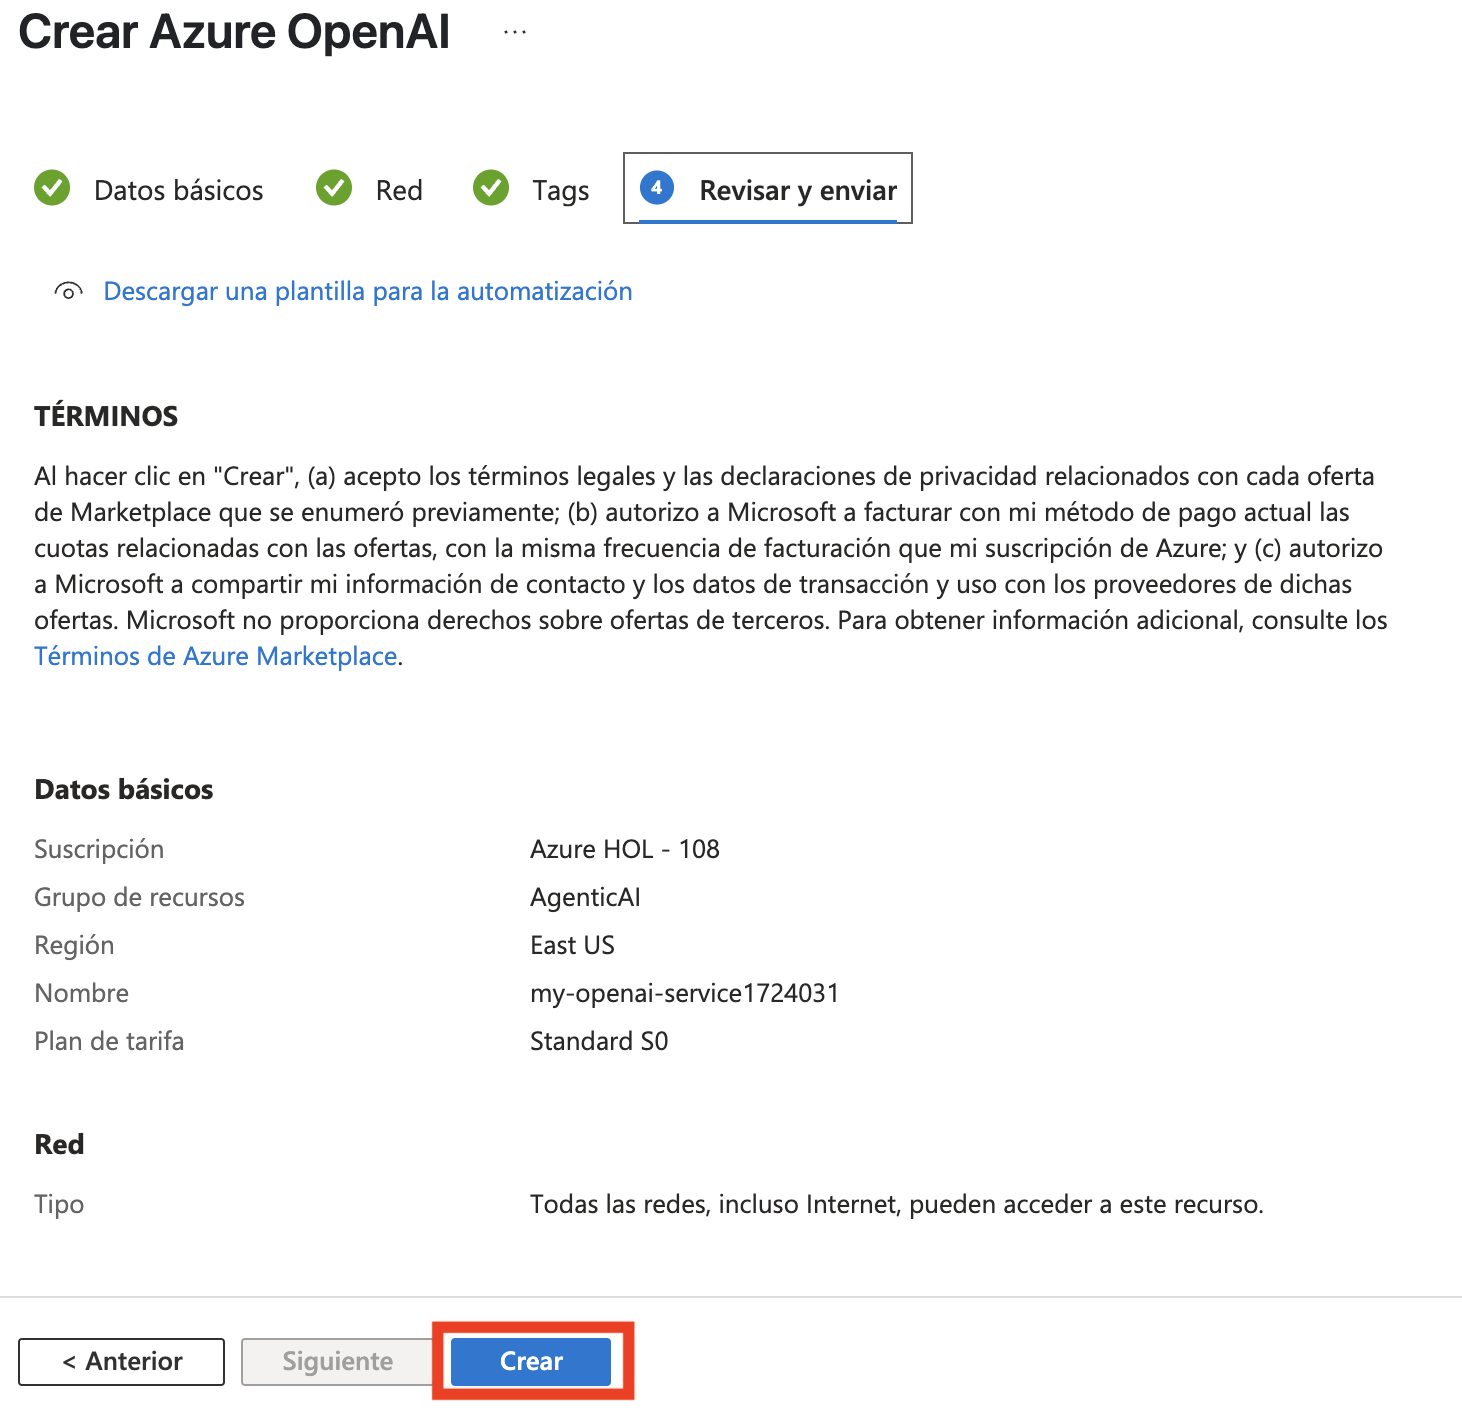 Crear Azure OpenAI ...
Datos básicos Red Tags 4 Revisar y enviar
Descargar una plantilla para la automatización
TÉRMINOS
Al hacer clic en "Crear", (a) acepto los términos legales y las declaraciones de privacidad relacionados con cada oferta
de Marketplace que se enumeró previamente; (b) autorizo a Microsoft a facturar con mi método de pago actual las
cuotas relacionadas con las ofertas, con la misma frecuencia de facturación que mi suscripción de Azure; y (c) autorizo
a Microsoft a compartir mi información de contacto y los datos de transacción y uso con los proveedores de dichas
ofertas. Microsoft no proporciona derechos sobre ofertas de terceros. Para obtener información adicional, consulte los
Términos de Azure Marketplace.
Datos básicos
Suscripción Azure HOL - 108
Grupo de recursos AgenticAI
Región East US
Nombre my-openai-service1724031
Plan de tarifa Standard S0
Red
Tipo Todas las redes, incluso Internet, pueden acceder a este recurso.
< Anterior Siguiente Crear